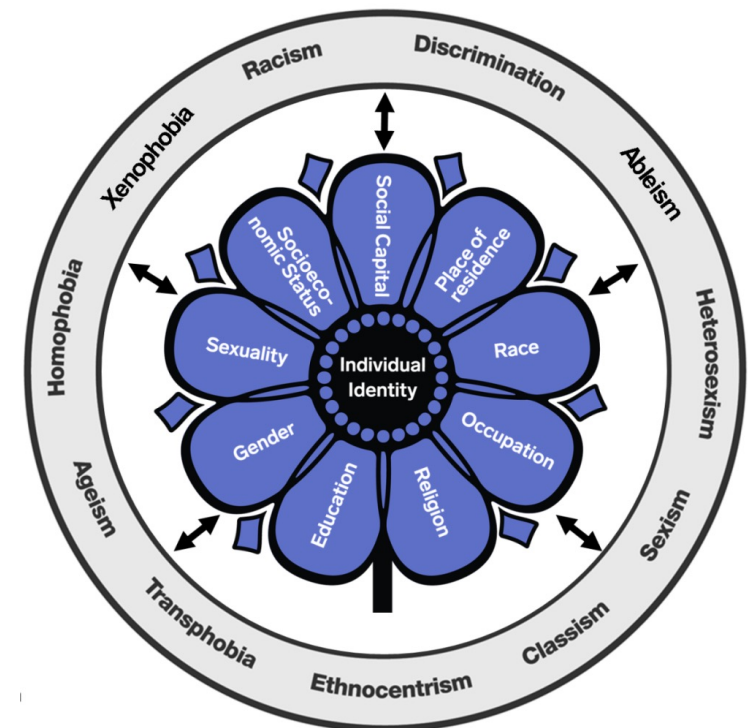 Racism
Discrimination
Ableism
Heterosexism
Sexism
Classism
Ethnocentrism
Transphobia
Ageism
Homophobia
Xenophobia
Social Capital
Place of
residence
Race
Occupation
Religion
Education
Gender
Sexuality
Socioeco-
nomic Status
Individual
Identity